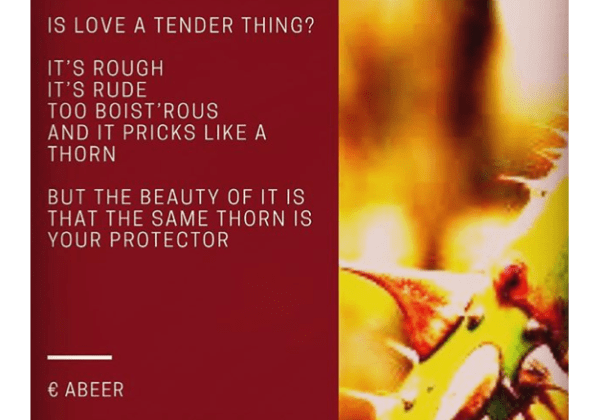 IS LOVE A TENDER THING?
IT'S ROUGH
IT'S RUDE
TOO BOIST'ROUS
AND IT PRICKS LIKE A
THORN
BUT THE BEAUTY OF IT IS
THAT THE SAME THORN IS
YOUR PROTECTOR
€ ABEER